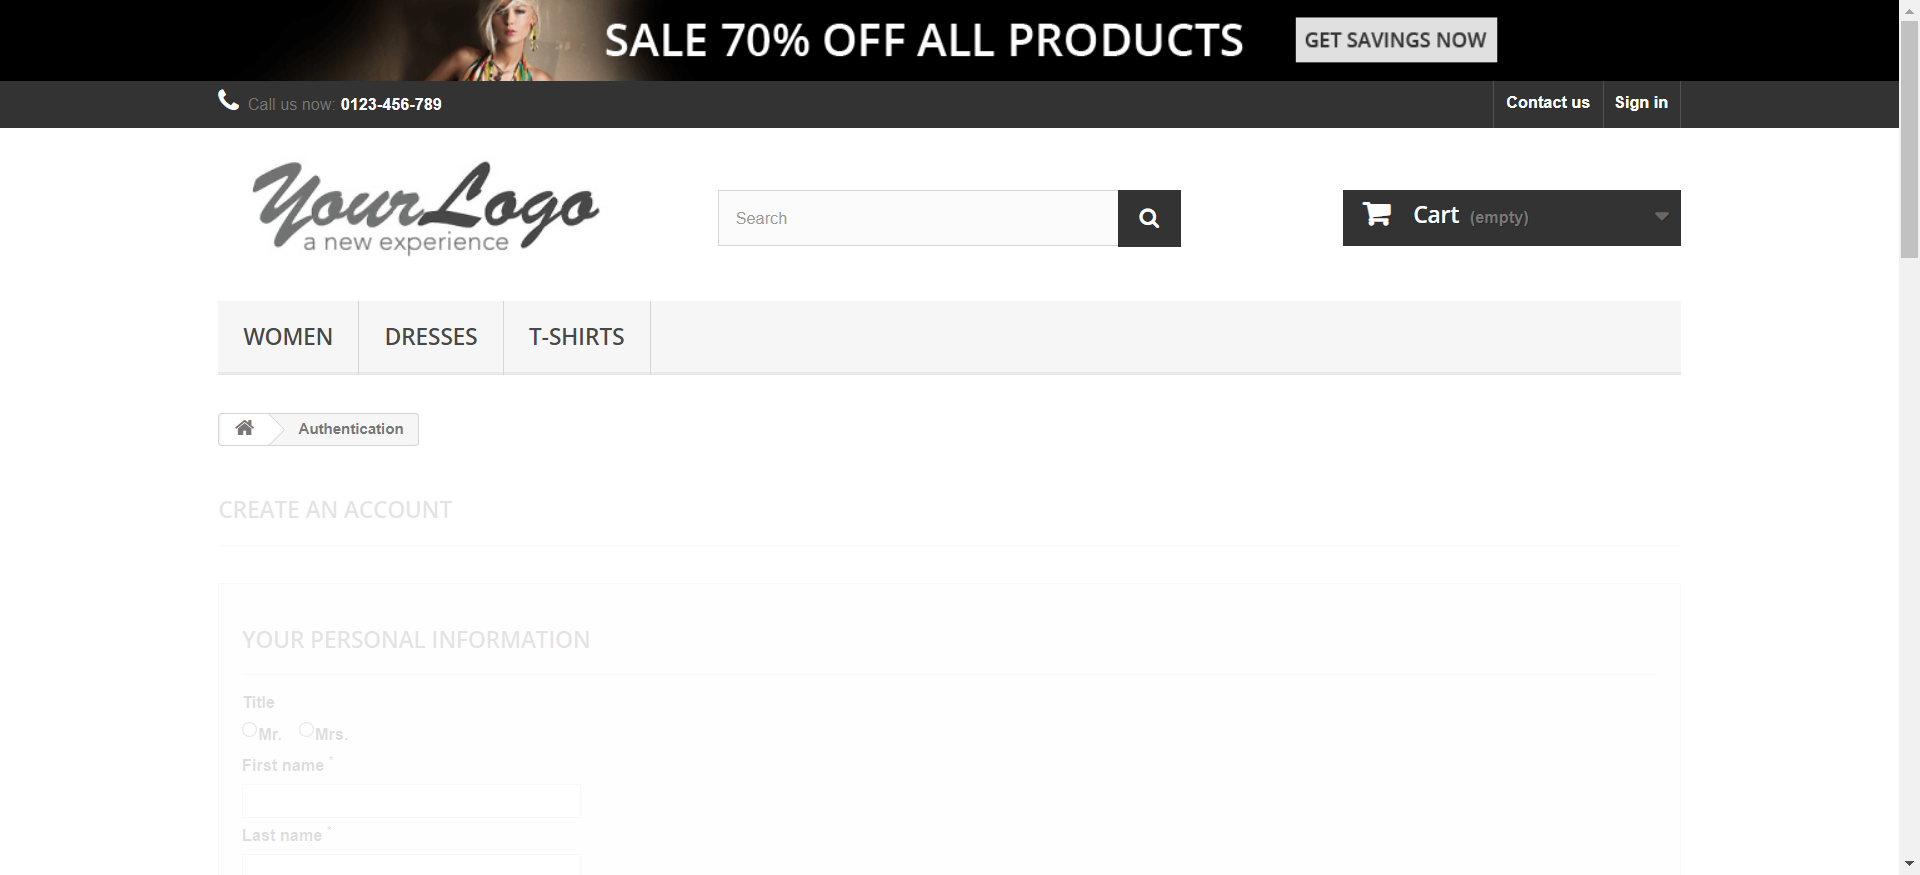 SALE 70% OFF ALL PRODUCTS GET SAVINGS NOW
Call us now: 0123-456-789 Contact us Sign in
YourLogo
a new experience
Search
Cart (empty)
WOMEN DRESSES T-SHIRTS
Authentication
CREATE AN ACCOUNT
YOUR PERSONAL INFORMATION
Title
Mr. Mrs.
First name *
Last name *